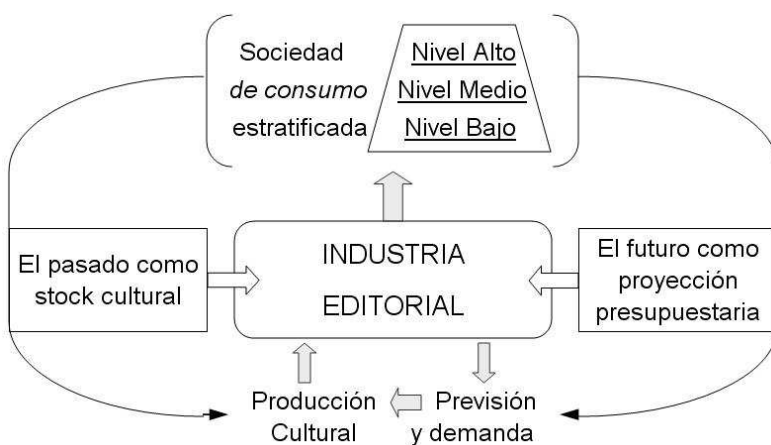 Sociedad
de consumo
estratificada
Nivel Alto
Nivel Medio
Nivel Bajo
El pasado como
stock cultural
INDUSTRIA
EDITORIAL
El futuro como
proyección
presupuestaria
Producción
Cultural
Previsión
y demanda